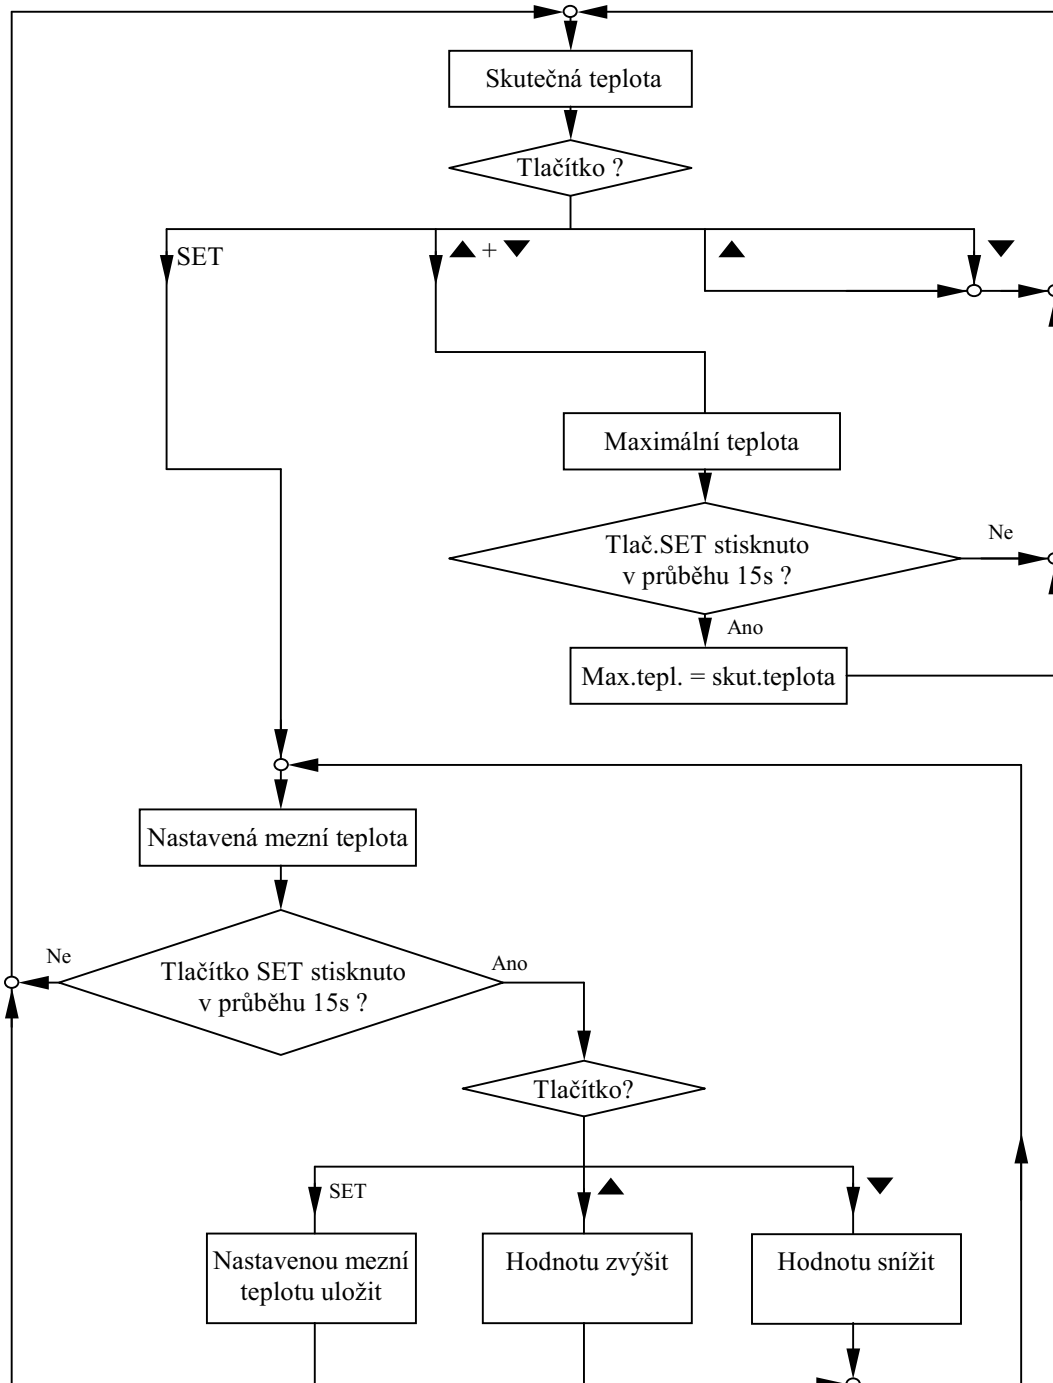 Skutečná teplota
Tlačítko ?
SET
▲ + ▼
▲
▼
Maximální teplota
Tlač.SET stisknuto
v průběhu 15s ?
Ne
Ano
Max.tepl. = skut.teplota
Nastavená mezní teplota
Ne
Tlačítko SET stisknuto
v průběhu 15s ?
Ano
Tlačítko?
SET
▲
▼
Nastavenou mezní
teplotu uložit
Hodnotu zvýšit
Hodnotu snížit